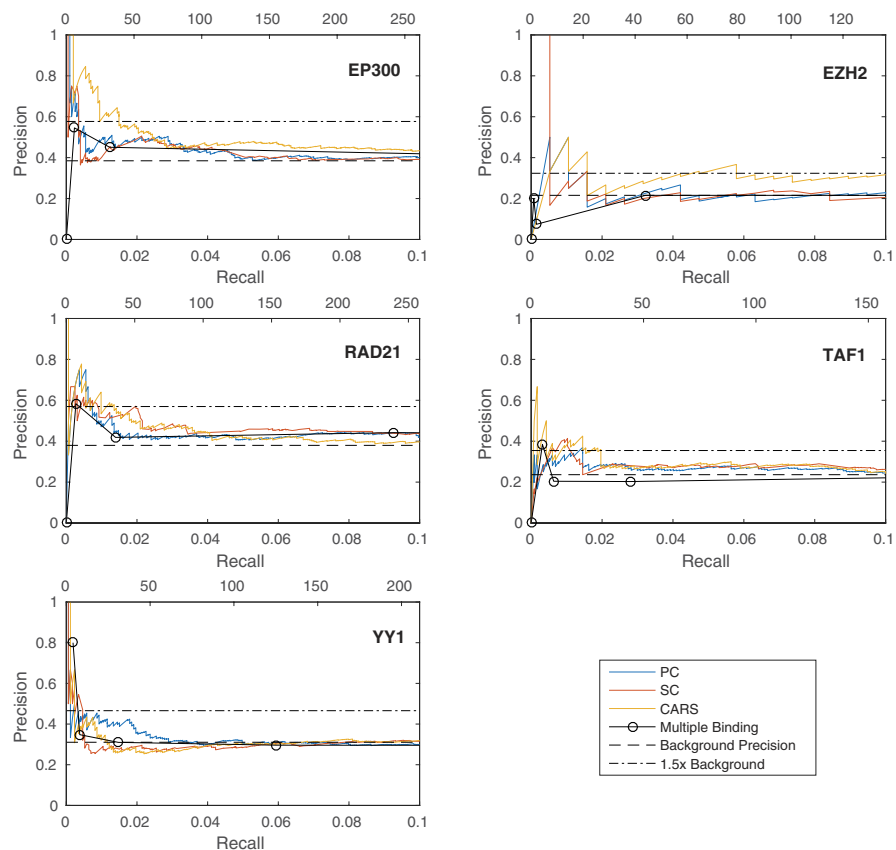 0 50 100 150 200 250
1
0.8
0.6
0.4
0.2
0
Precision
EP300
0 0.02 0.04 0.06 0.08 0.1
Recall
0 20 40 60 80 100 120
1
0.8
0.6
0.4
0.2
0
Precision
EZH2
0 0.02 0.04 0.06 0.08 0.1
Recall
0 50 100 150 200 250
1
0.8
0.6
0.4
0.2
0
Precision
RAD21
0 0.02 0.04 0.06 0.08 0.1
Recall
0 50 100 150
1
0.8
0.6
0.4
0.2
0
Precision
TAF1
0 0.02 0.04 0.06 0.08 0.1
Recall
0 50 100 150 200
1
0.8
0.6
0.4
0.2
0
Precision
YY1
0 0.02 0.04 0.06 0.08 0.1
Recall
PC
SC
CARS
Multiple Binding
Background Precision
1.5x Background